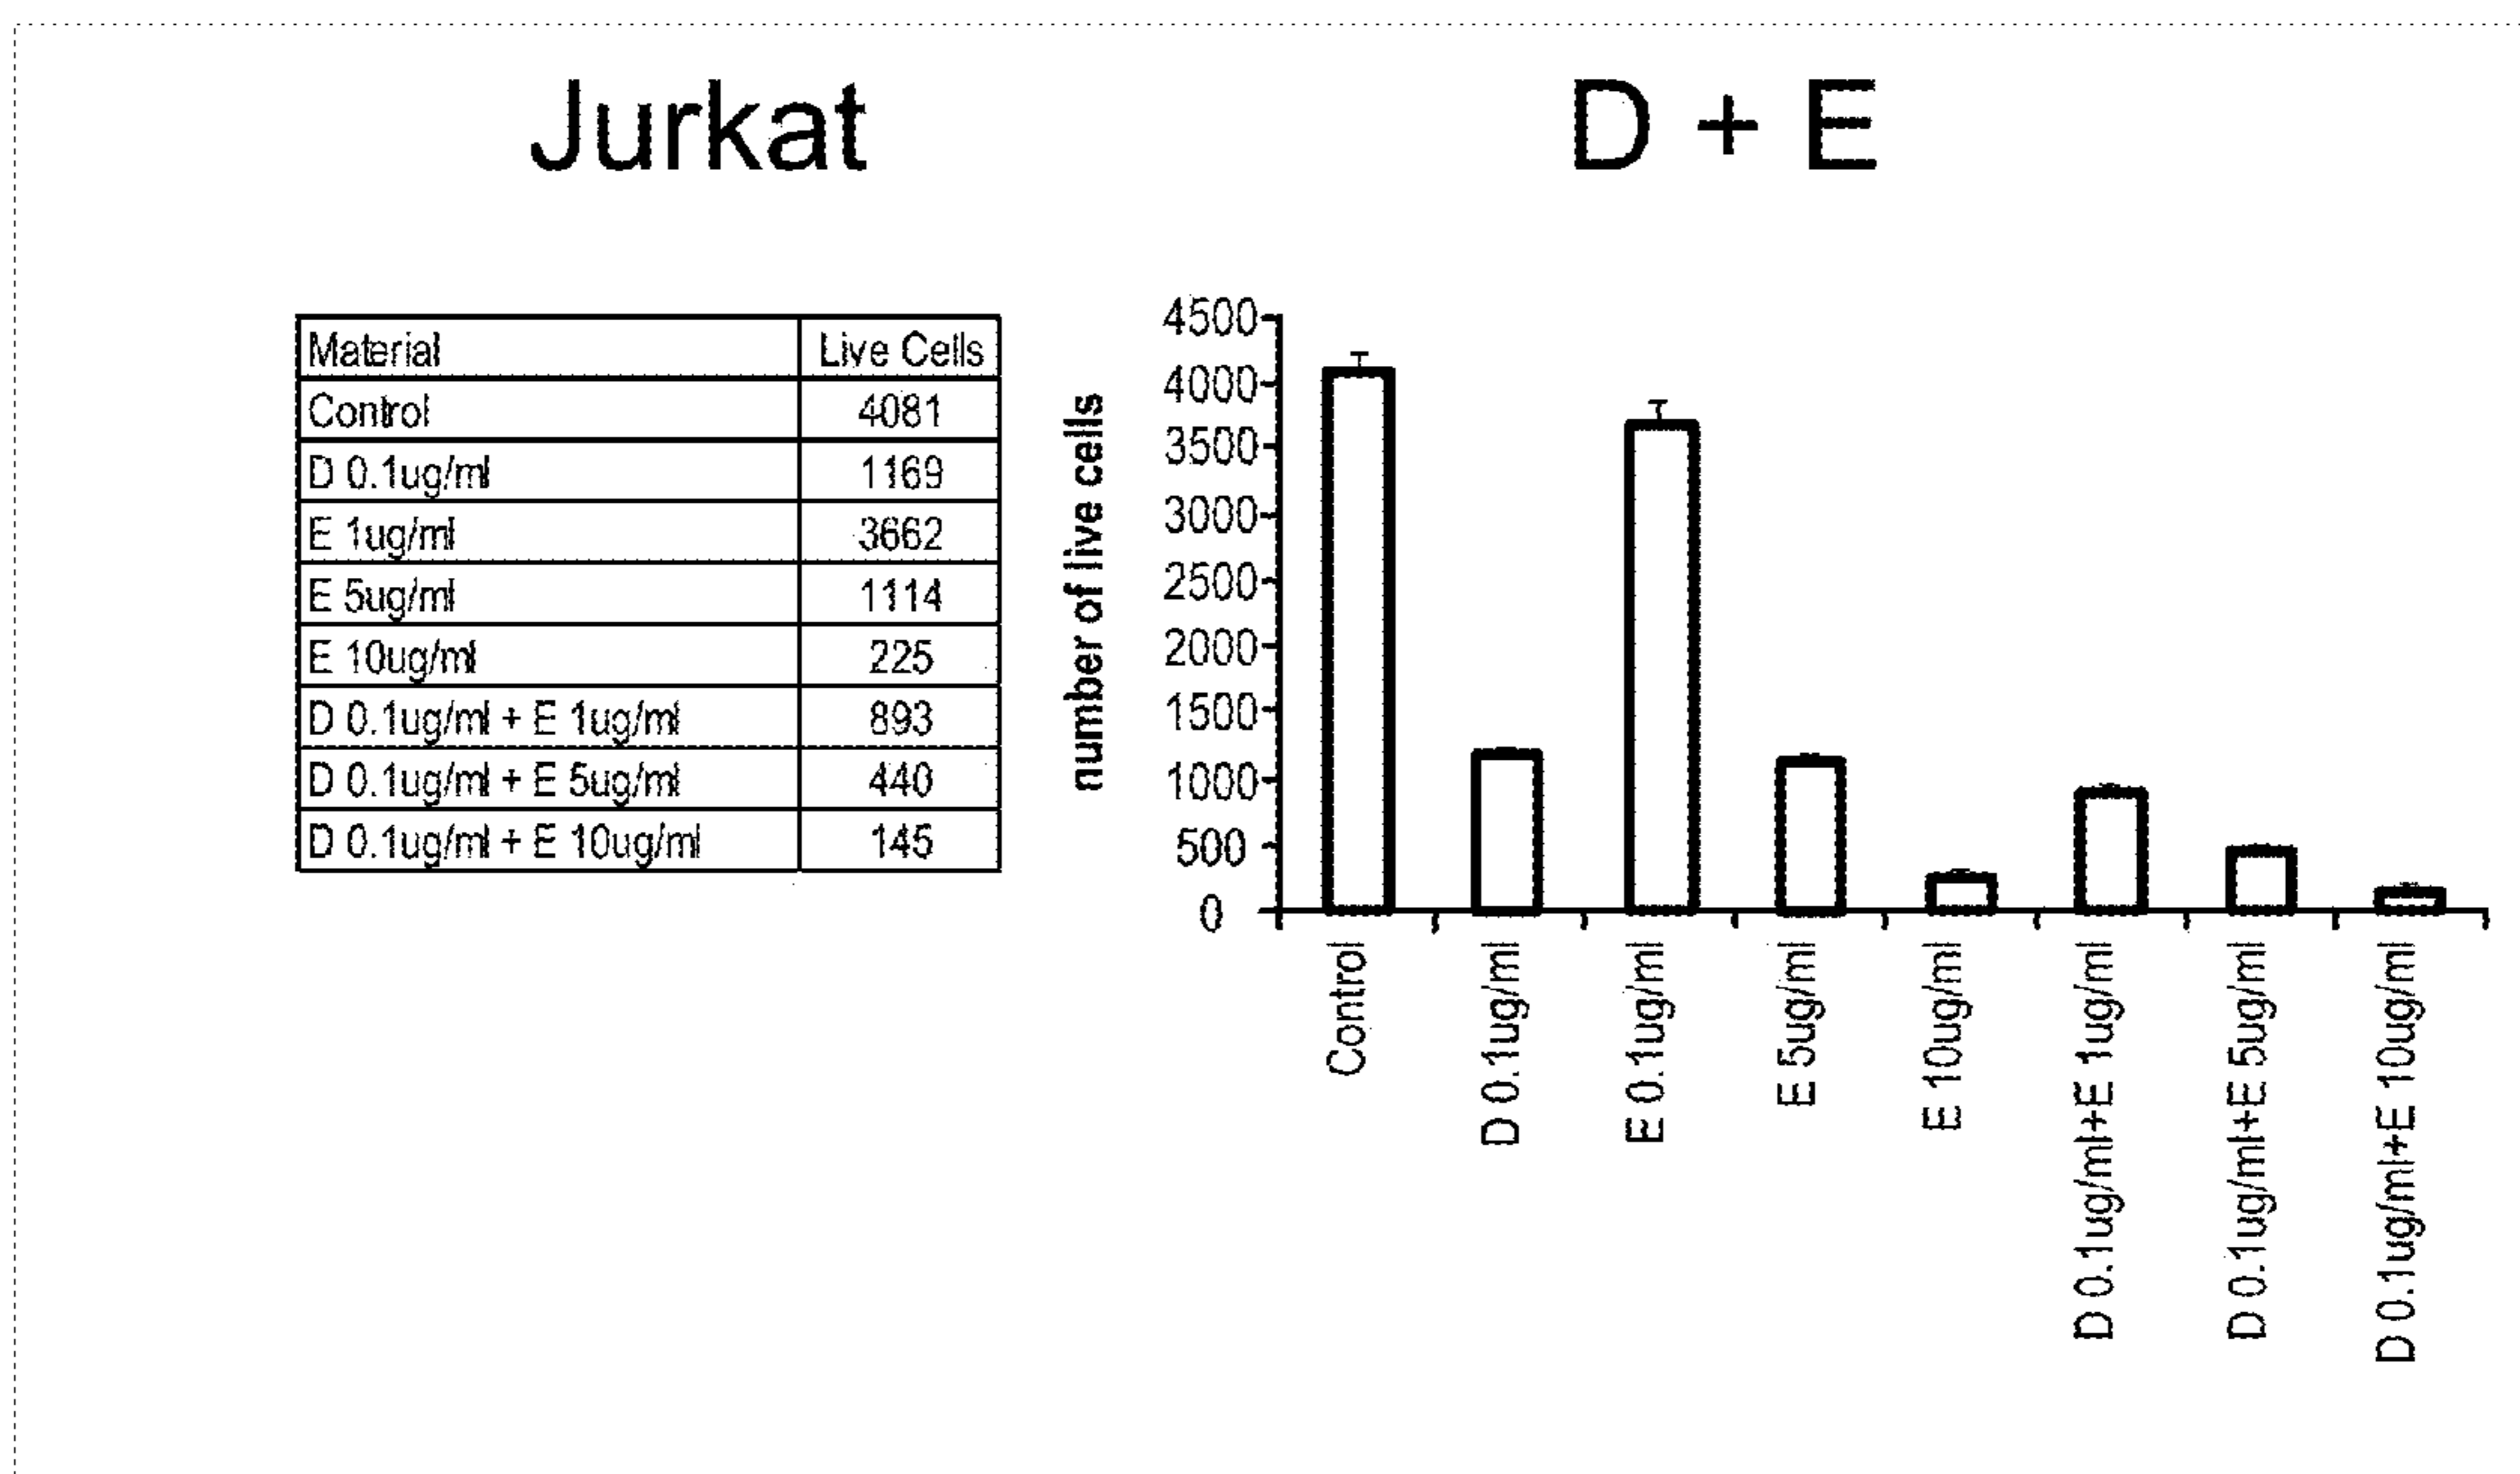 Jurkat
D + E
Material Live Cells
Control 4081
D 0.1ug/ml 1169
E 1ug/ml 3662
E 5ug/ml 1114
E 10ug/ml 225
D 0.1ug/ml + E 1ug/ml 893
D 0.1ug/ml + E 5ug/ml 440
D 0.1ug/ml + E 10ug/ml 145
number of live cells
4500
4000
3500
3000
2500
2000
1500
1000
500
0
Control
D 0.1ug/ml
E 0.1ug/ml
E 5ug/ml
E 10ug/ml
D 0.1ug/ml+E 1ug/ml
D 0.1ug/ml+E 5ug/ml
D 0.1ug/ml+E 10ug/ml